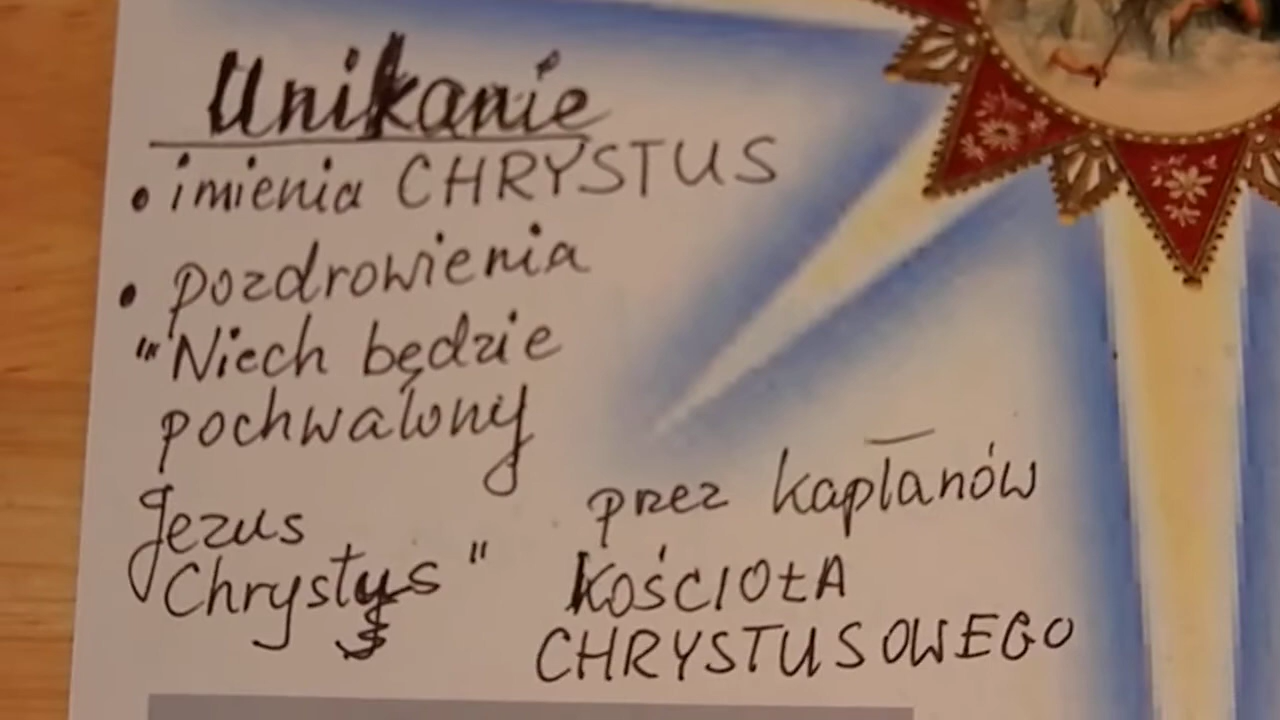 Unikanie
• imienia CHRYSTUS
• pozdrowienia
"Niech będzie
pochwalony
Jezus
Chrystus"
przez kapłanów
KOŚCIOŁA
CHRYSTUSOWEGO